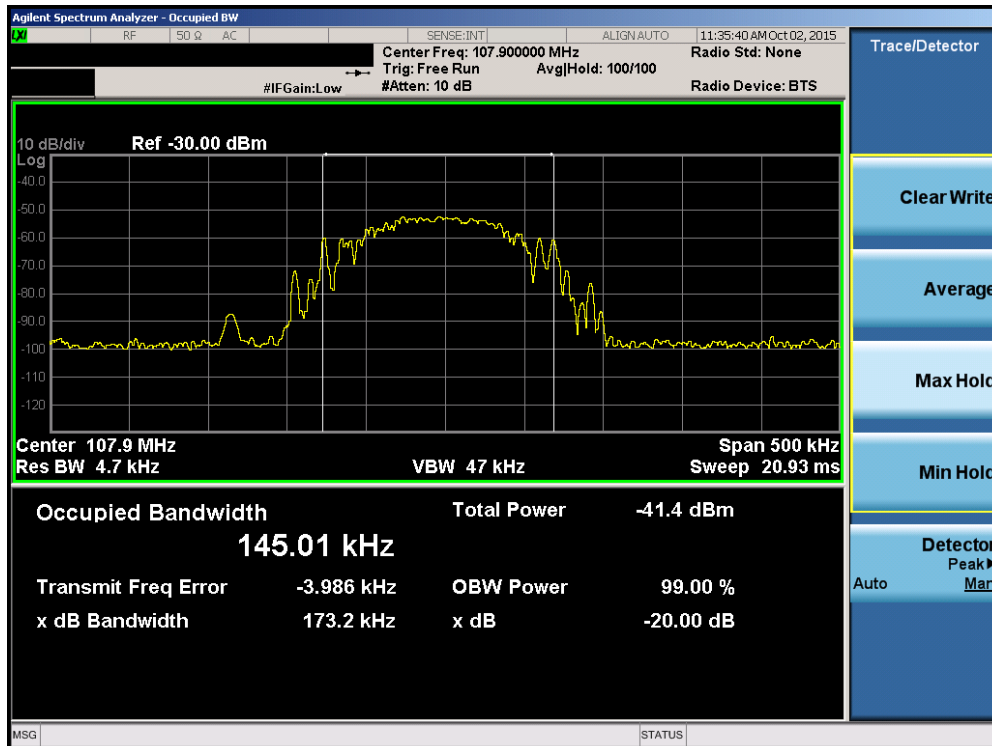 Agilent Spectrum Analyzer - Occupied BW
LXI RF 50 Ω AC SENSE:INT ALIGN AUTO 11:35:40 AM Oct 02, 2015
Center Freq: 107.900000 MHz Radio Std: None
Trig: Free Run Avg|Hold: 100/100
#IFGain:Low #Atten: 10 dB Radio Device: BTS
10 dB/div Ref -30.00 dBm
Log
-40.0
-50.0
-60.0
-70.0
-80.0
-90.0
-100
-110
-120
Center 107.9 MHz Span 500 kHz
Res BW 4.7 kHz VBW 47 kHz Sweep 20.93 ms
Occupied Bandwidth Total Power -41.4 dBm
145.01 kHz
Transmit Freq Error -3.986 kHz OBW Power 99.00 %
x dB Bandwidth 173.2 kHz x dB -20.00 dB
MSG STATUS
Trace/Detector
Clear Write
Average
Max Hold
Min Hold
Detector
Peak
Auto Man